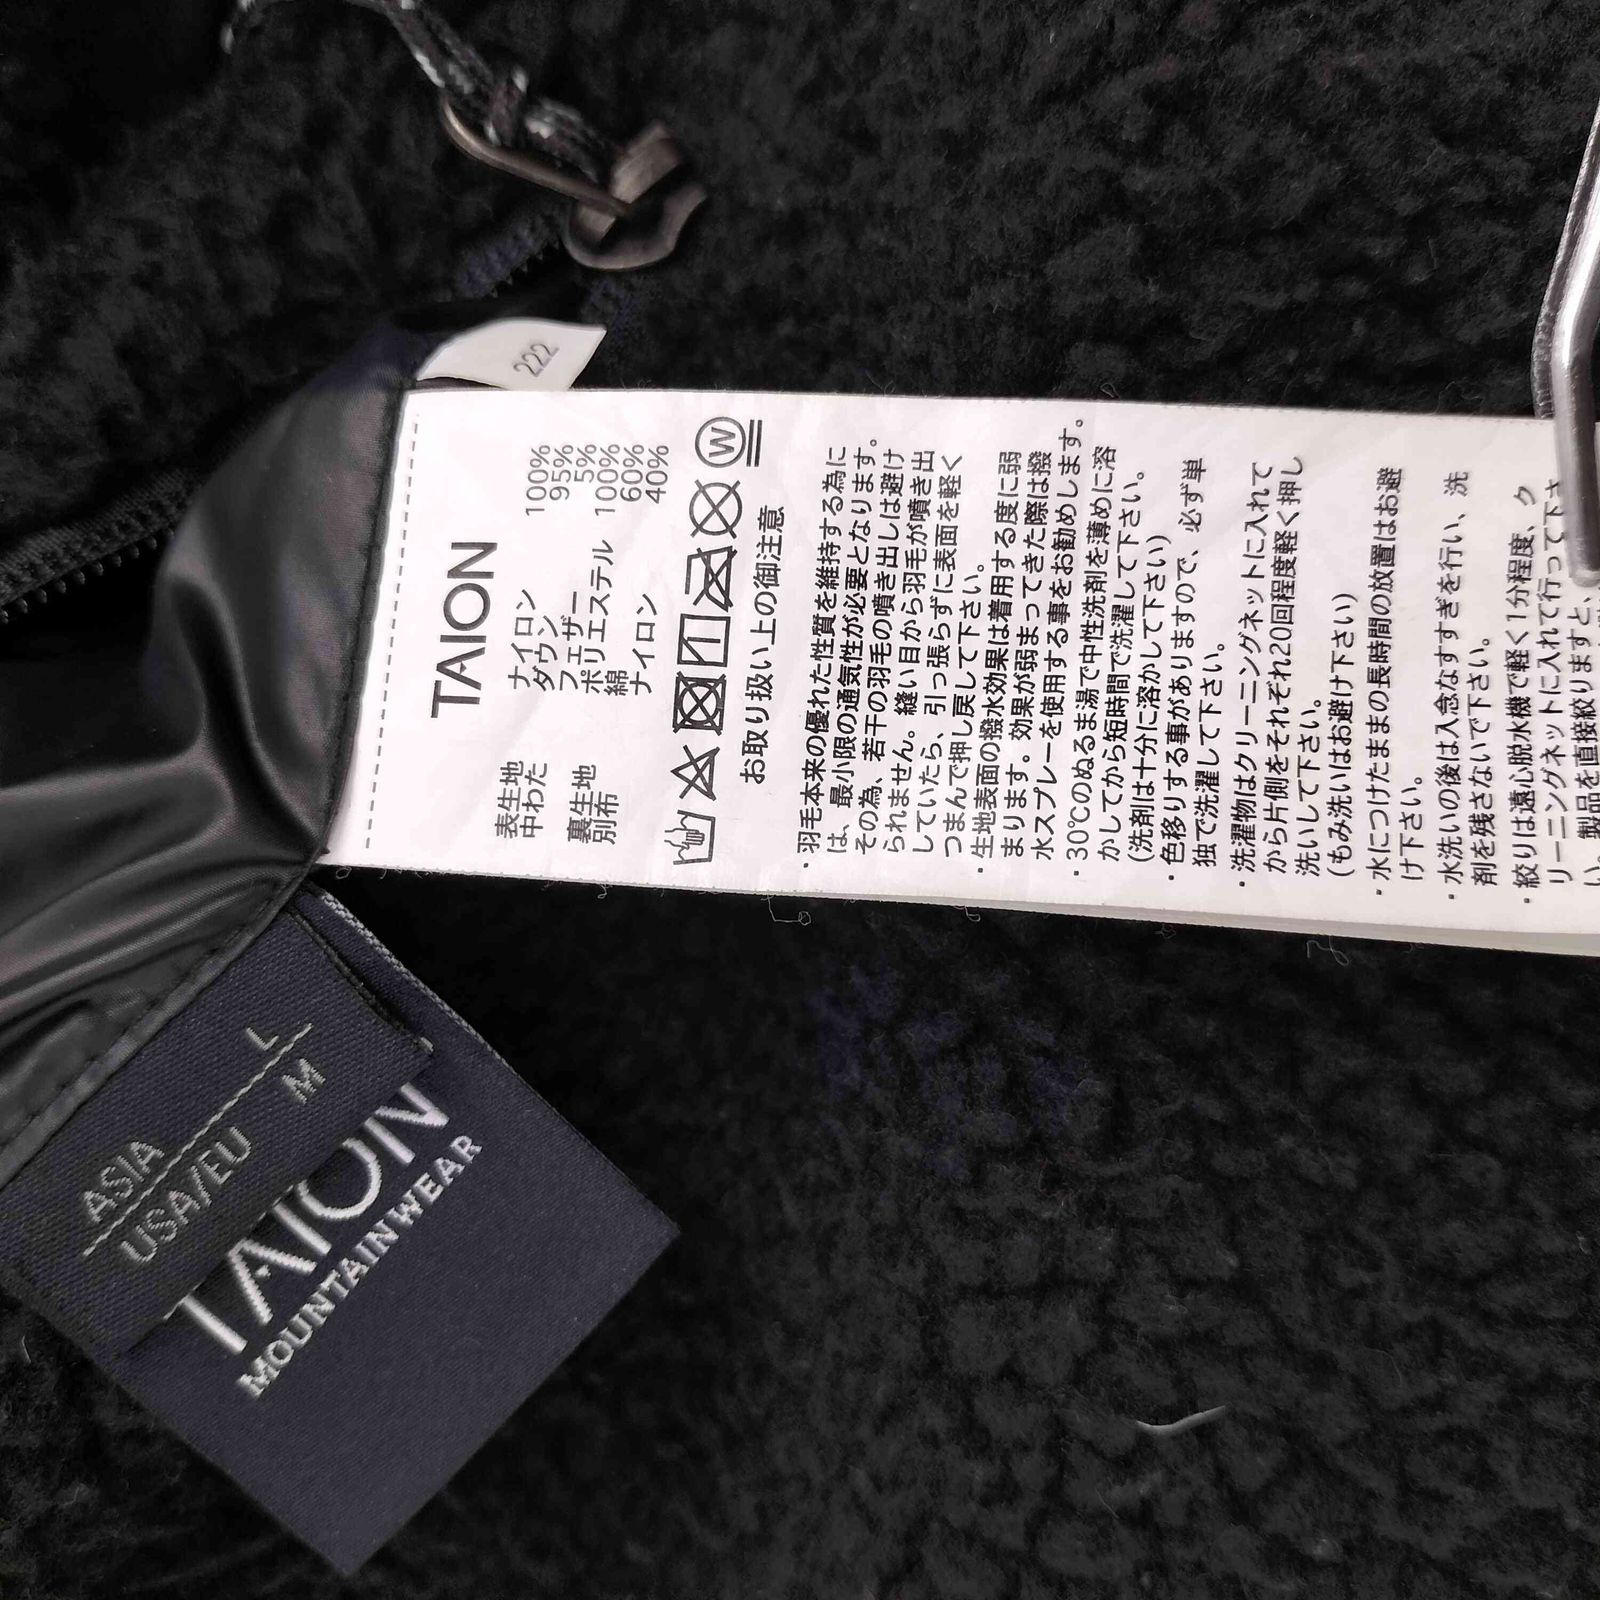 222
TAION
表生地 ナイロン 100%
中わた ダウン 95%
フェザー 5%
裏生地 ポリエステル 100%
別布 綿 60%
ナイロン 40%
W
お取り扱い上の御注意
・羽毛本来の優れた性質を維持する為に
は、最小限の通気性が必要となります。
その為、若干の羽毛の噴き出しは避け
られません。縫い目から羽毛が噴き出
していたら、引っ張らずに表面を軽く
つまんで押し戻して下さい。
・生地表面の撥水効果は着用する度に弱
まります。効果が弱まってきた際は撥
水スプレーを使用する事をお勧めします。
・30℃のぬるま湯で中性洗剤を薄めに溶
かしてから短時間で洗濯して下さい。
(洗剤は十分に溶かして下さい)
・色移りする事がありますので、必ず単
独で洗濯して下さい。
・洗濯物はクリーニングネットに入れて
から片側をそれぞれ20回程度軽く押し
洗いして下さい。
(もみ洗いはお避け下さい)
・水につけたままの長時間の放置はお避
け下さい。
・水洗いの後は入念なすすぎを行い、洗
剤を残さないで下さい。
・絞りは遠心脱水機で軽く1分程度、ク
リーニングネットに入れて行って下さ
い。製品を直接絞りますと、
ASIA L
USA/EU M
TAION
MOUNTAINWEAR